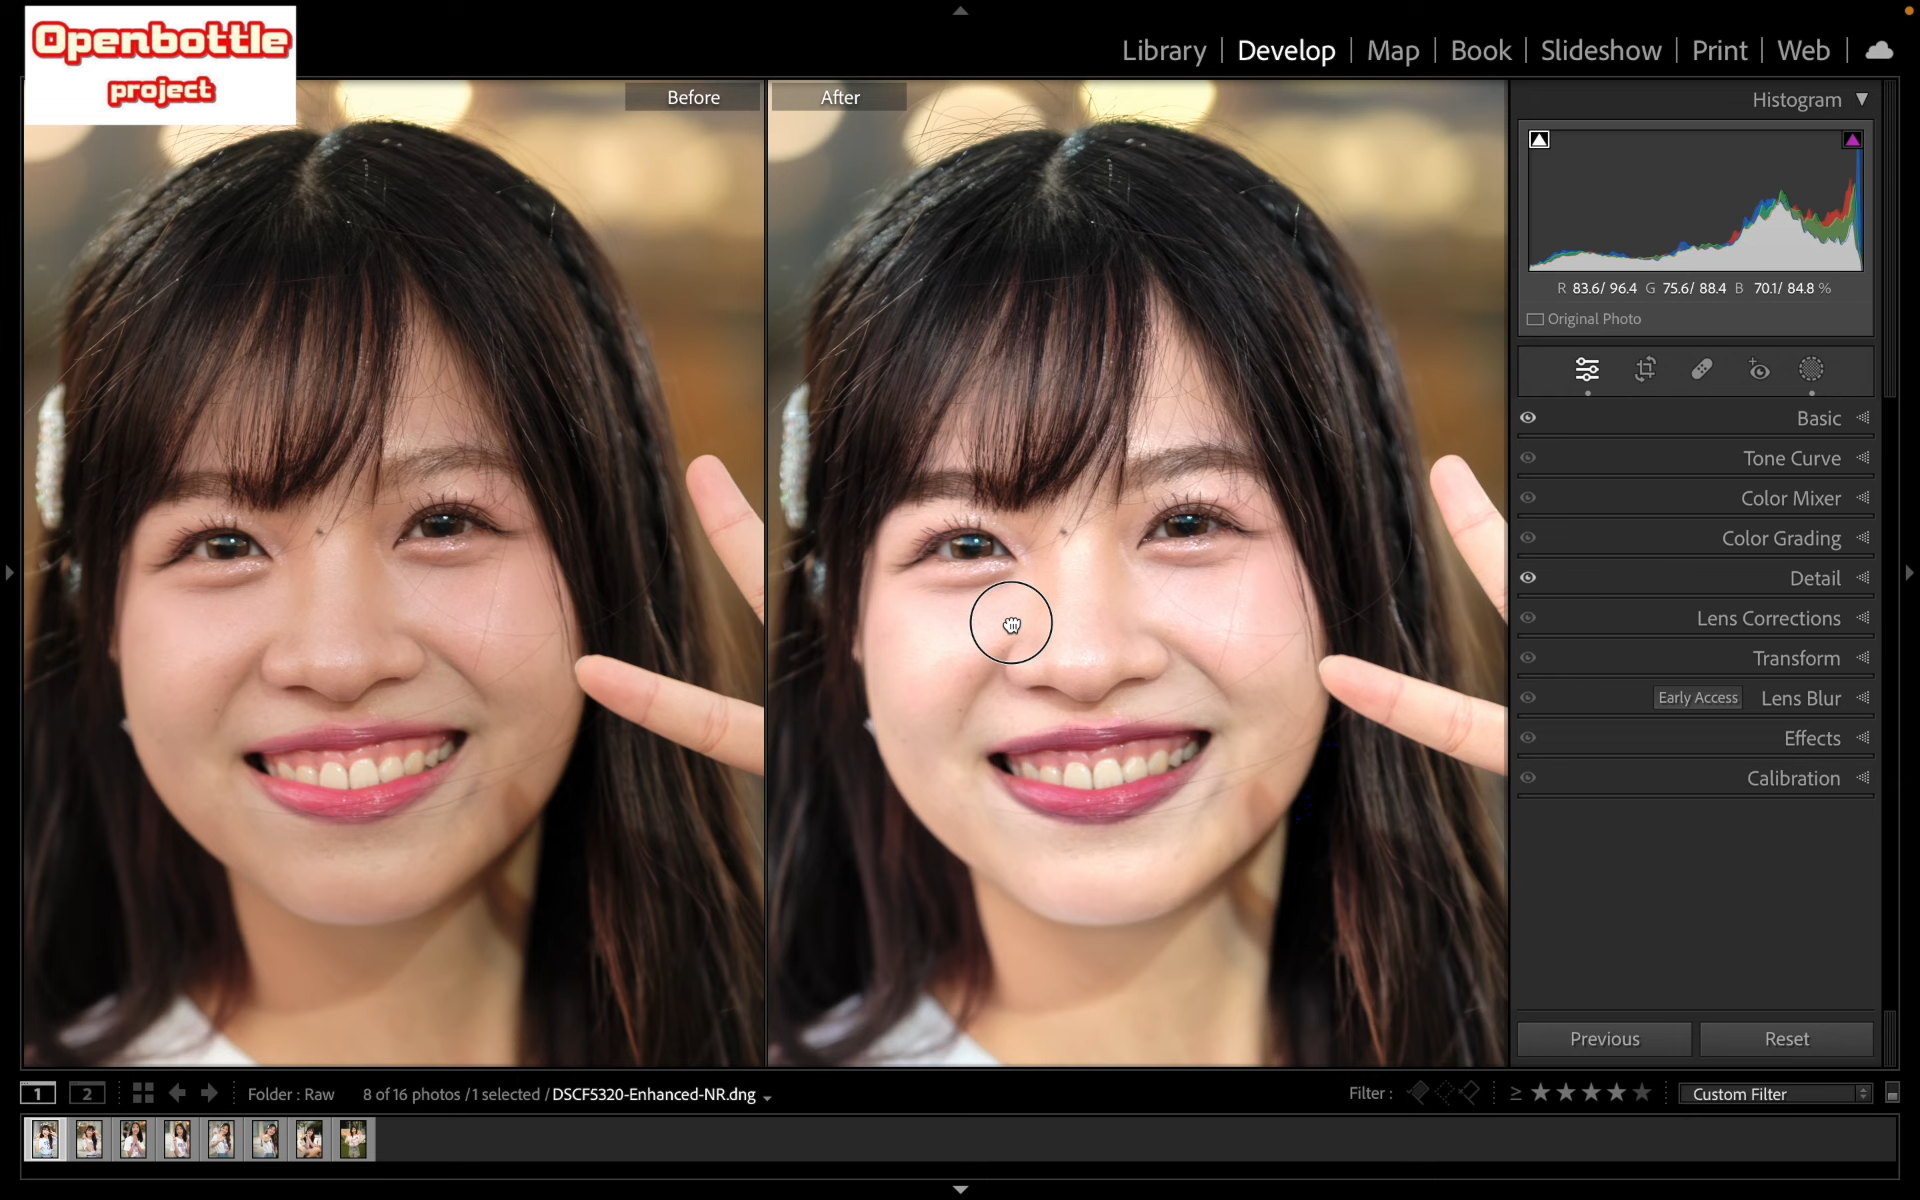 Openbottle
project
Library | Develop | Map | Book | Slideshow | Print | Web |
Before
After
Histogram
R 83.6/ 96.4 G 75.6/ 88.4 B 70.1/ 84.8 %
Original Photo
Basic
Tone Curve
Color Mixer
Color Grading
Detail
Lens Corrections
Transform
Early Access Lens Blur
Effects
Calibration
Previous Reset
1 2 Folder : Raw 8 of 16 photos /1 selected / DSCF5320-Enhanced-NR.dng Filter : ≥ ★★★★★ Custom Filter